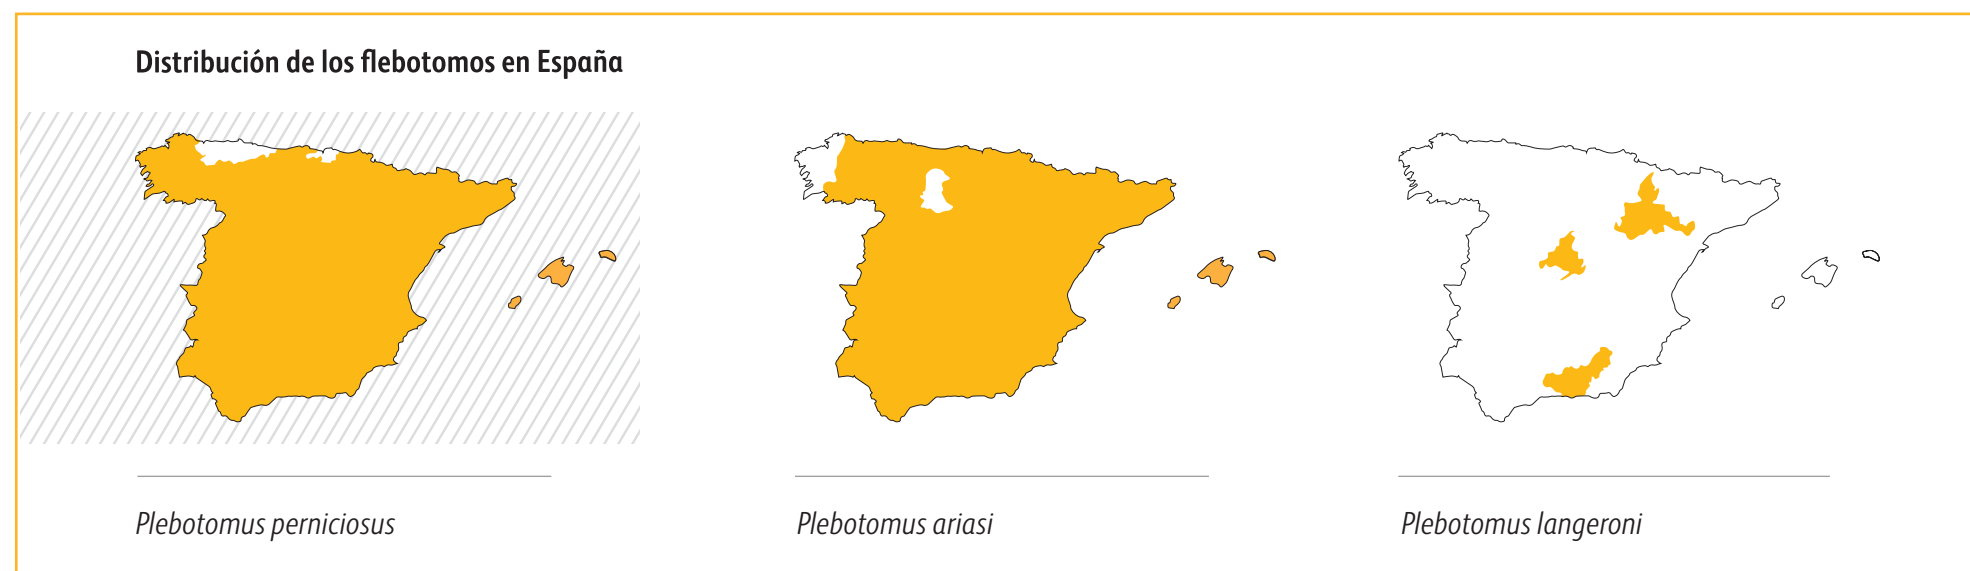 Distribución de los flebotomos en España
Plebotomus perniciosus
Plebotomus ariasi
Plebotomus langeroni